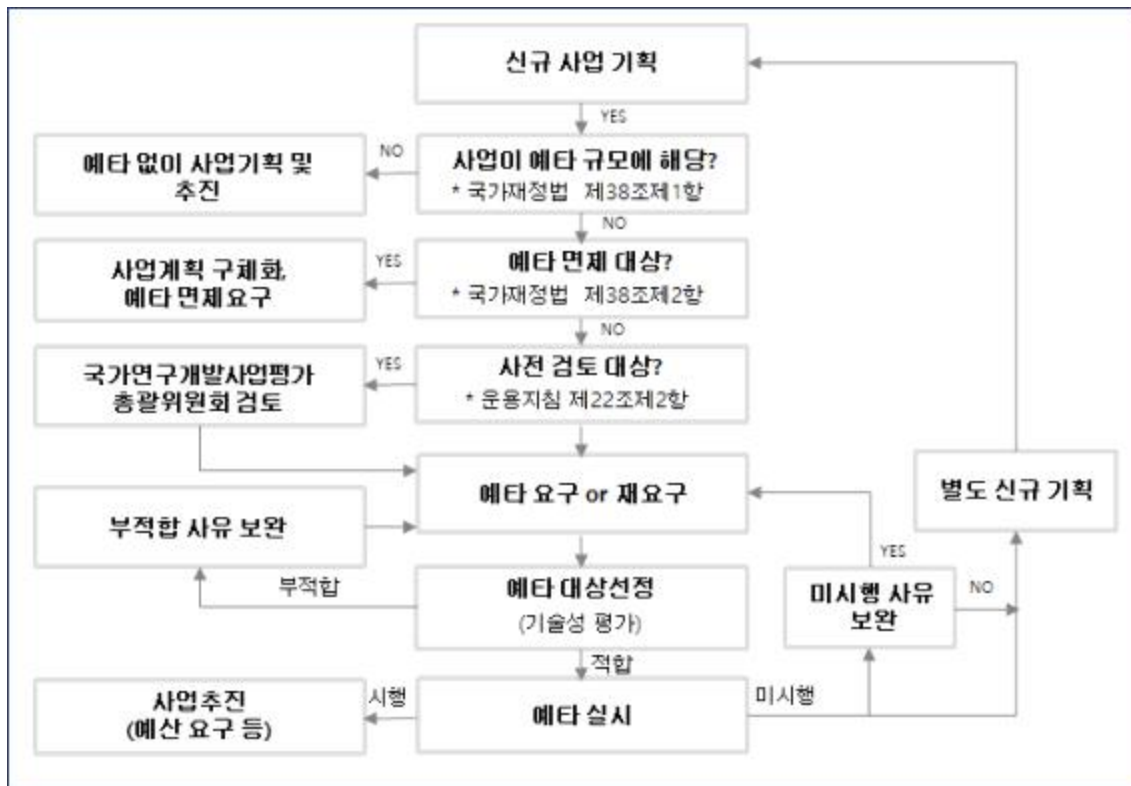 신규 사업 기획
YES
사업이 예타 규모에 해당?
* 국가재정법 제38조제1항
NO
예타 없이 사업기획 및
추진
NO
예타 면제 대상?
* 국가재정법 제38조제2항
YES
사업계획 구체화,
예타 면제요구
NO
사전 검토 대상?
* 운용지침 제22조제2항
YES
국가연구개발사업평가
총괄위원회 검토
예타 요구 or 재요구
별도 신규 기획
부적합 사유 보완
YES
부적합
예타 대상선정
(기술성 평가)
미시행 사유
보완
NO
적합
사업추진
(예산 요구 등)
시행
예타 실시
미시행